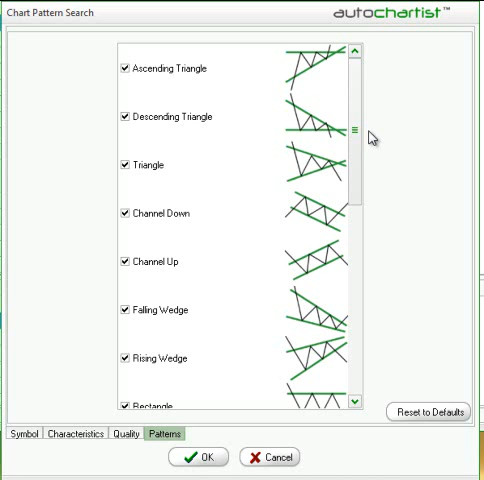 Chart Pattern Search
autochartist™
Ascending Triangle
Descending Triangle
Triangle
Channel Down
Channel Up
Falling Wedge
Rising Wedge
Rectangle
Reset to Defaults
Symbol Characteristics Quality Patterns
OK Cancel